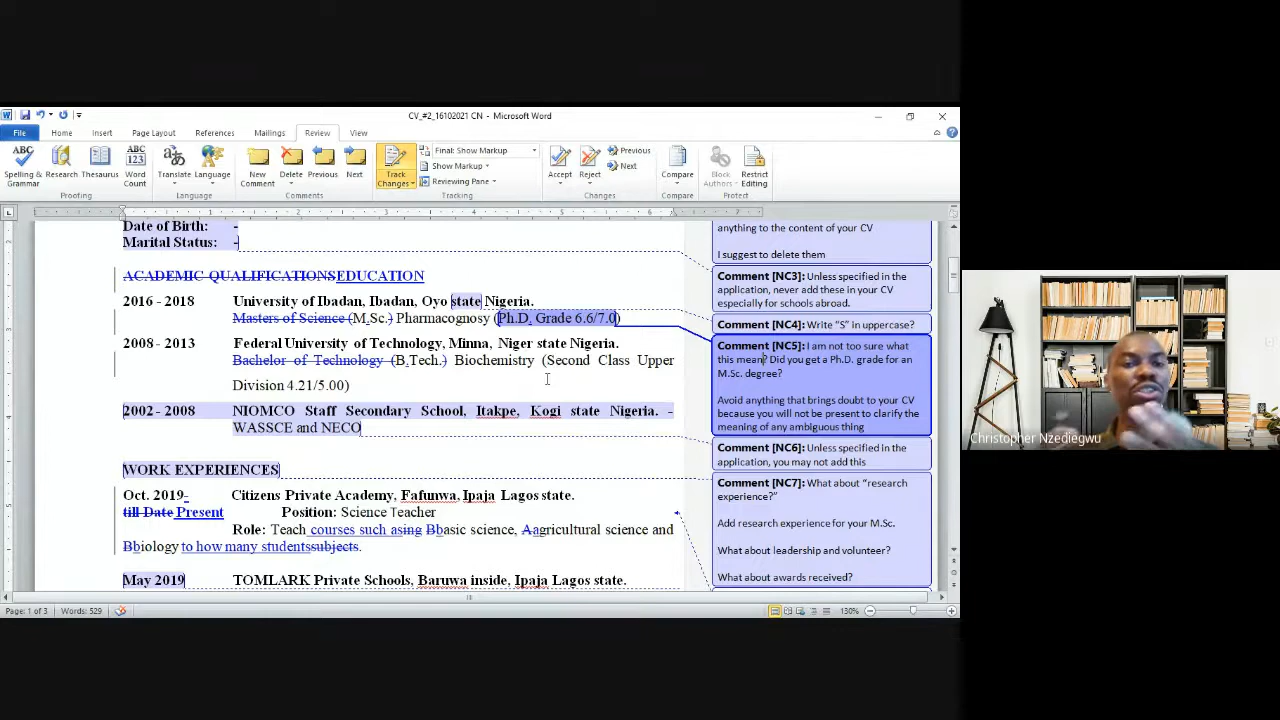 CV_#2_16102021 CN - Microsoft Word
File Home Insert Page Layout References Mailings Review View
ABC
Spelling & Grammar
Research
Thesaurus
ABC
123
Word Count
Proofing
Translate
Language
Language
New Comment
Delete
Previous
Next
Comments
Track Changes
Final: Show Markup
Show Markup
Reviewing Pane
Tracking
Accept
Reject
Previous
Next
Changes
Compare
Compare
Block Authors
Restrict Editing
Protect
1 2 3 4 5 6 7
Date of Birth: -
Marital Status: -
ACADEMIC QUALIFICATIONSEDUCATION
2016 - 2018 University of Ibadan, Ibadan, Oyo state Nigeria.
Masters of Science (M.Sc.) Pharmacognosy (Ph.D. Grade 6.6/7.0)
2008 - 2013 Federal University of Technology, Minna, Niger state Nigeria.
Bachelor of Technology (B.Tech.) Biochemistry (Second Class Upper
Division 4.21/5.00)
2002 - 2008 NIOMCO Staff Secondary School, Itakpe, Kogi state Nigeria. -
WASSCE and NECO
WORK EXPERIENCES
Oct. 2019- Citizens Private Academy, Fafunwa, Ipaja Lagos state.
till Date Present Position: Science Teacher
Role: Teach courses such asing Bbasic science, Aagricultural science and
Bbiology to how many studentssubjects.
May 2019 TOMLARK Private Schools, Baruwa inside, Ipaja Lagos state.
anything to the content of your CV
I suggest to delete them
Comment [NC3]: Unless specified in the
application, never add these in your CV
especially for schools abroad.
Comment [NC4]: Write "S" in uppercase?
Comment [NC5]: I am not too sure what
this mean? Did you get a Ph.D. grade for an
M.Sc. degree?
Avoid anything that brings doubt to your CV
because you will not be present to clarify the
meaning of any ambiguous thing
Comment [NC6]: Unless specified in the
application, you may not add this
Comment [NC7]: What about "research
experience?"
Add research experience for your M.Sc.
What about leadership and volunteer?
What about awards received?
Page: 1 of 3 Words: 529 130%
Christopher Nzediegwu